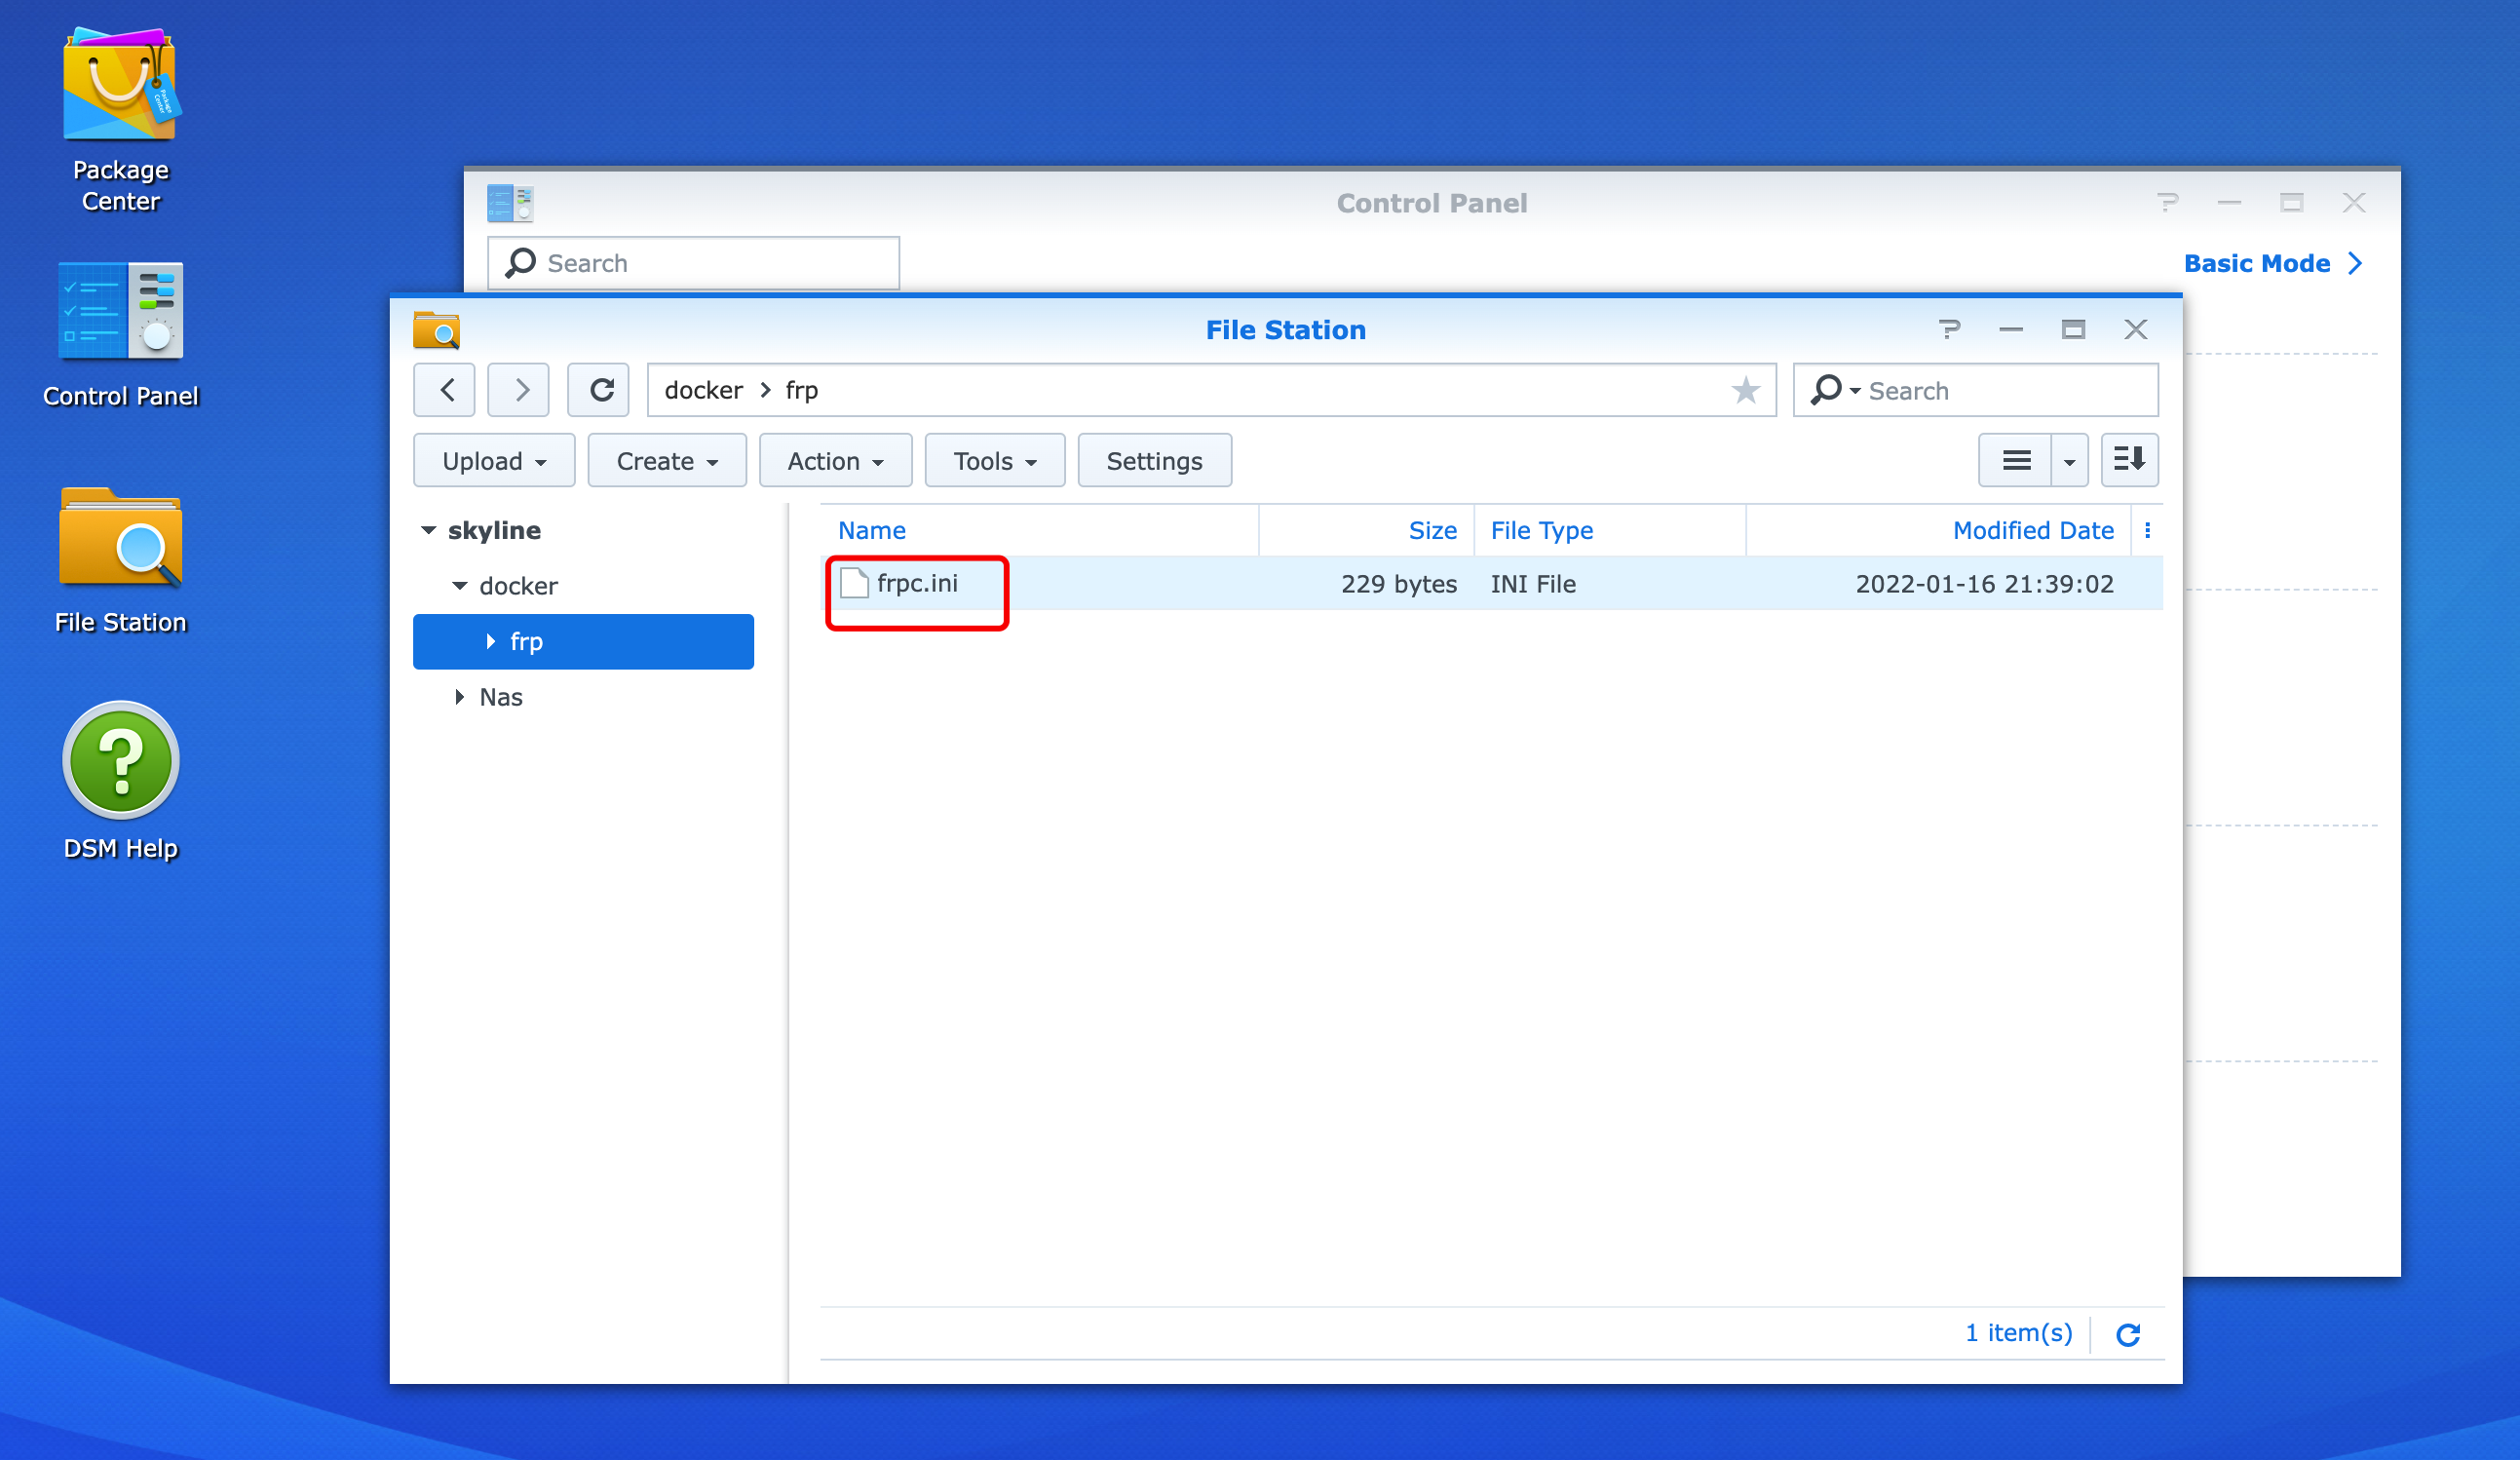 Package
Center
Control Panel
File Station
DSM Help
Control Panel
Search
Basic Mode
File Station
docker > frp
Search
Upload
Create
Action
Tools
Settings
skyline
docker
frp
Nas
Name Size File Type Modified Date
frpc.ini 229 bytes INI File 2022-01-16 21:39:02
1 item(s)